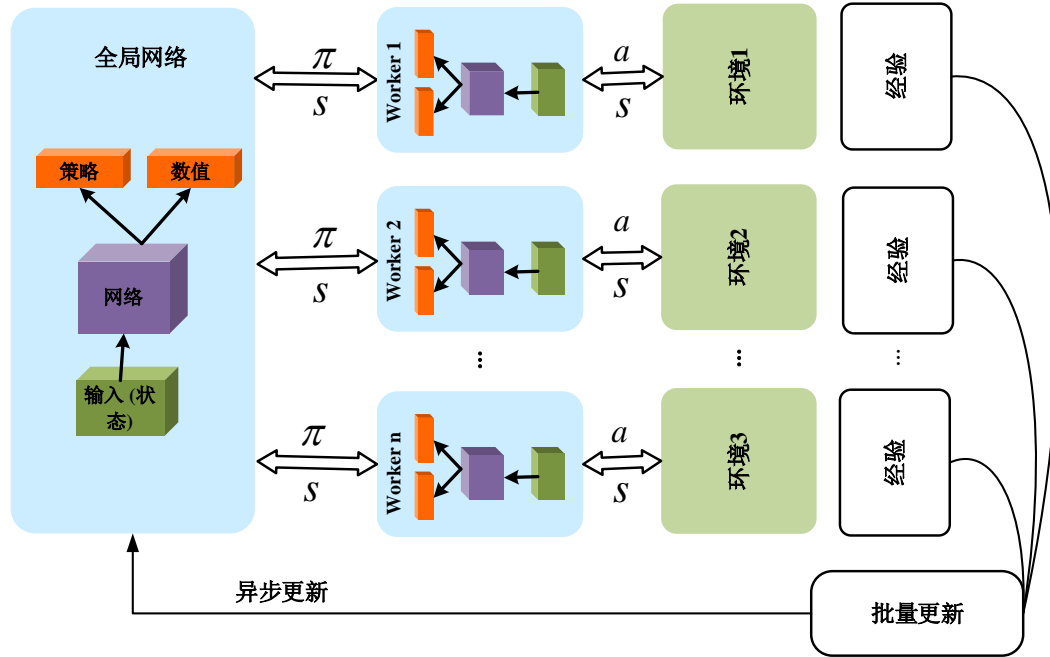 全局网络
策略
数值
网络
输入 (状
态)
π
s
Worker 1
a
s
环境1
经验
π
s
Worker 2
a
s
环境2
经验
...
...
...
π
s
Worker n
a
s
环境3
经验
异步更新
批量更新